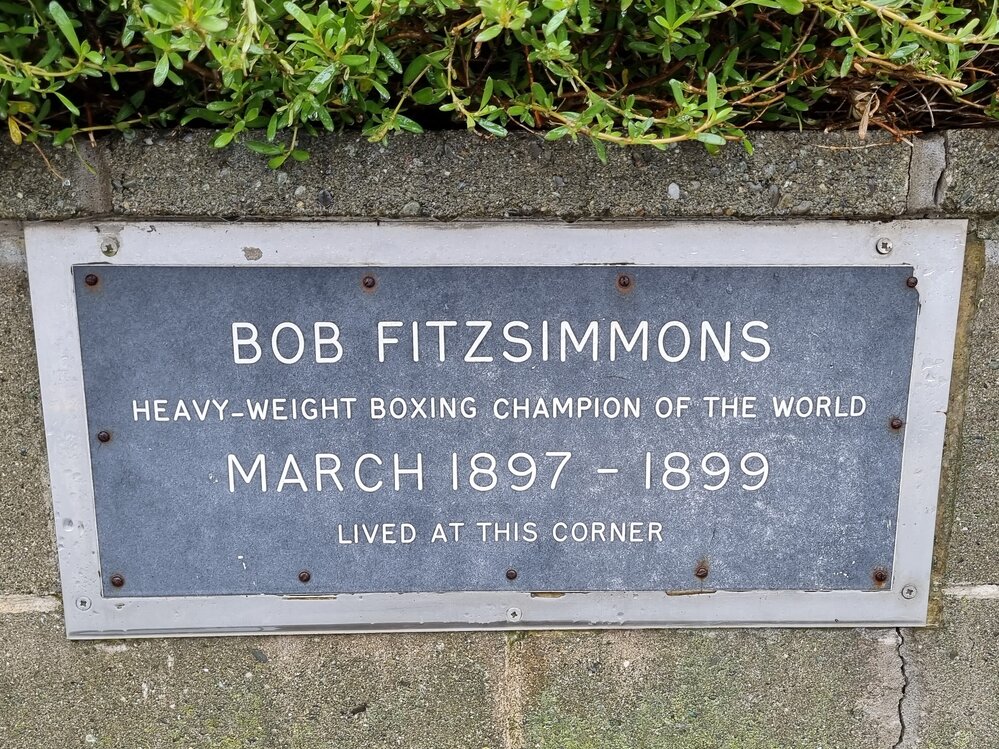 BOB FITZSIMMONS
HEAVY-WEIGHT BOXING CHAMPION OF THE WORLD
MARCH 1897 - 1899
LIVED AT THIS CORNER